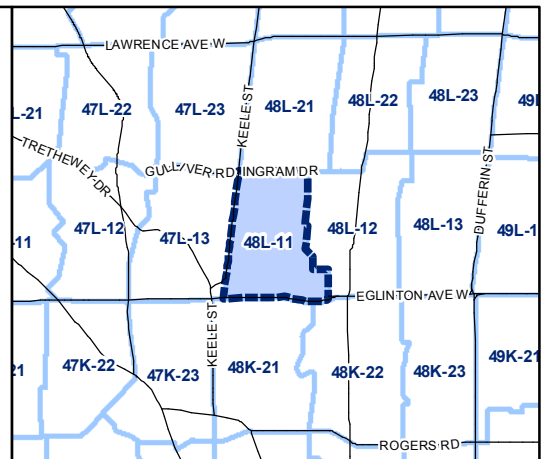 LAWRENCE AVE W
L-21
47L-22
47L-23
48L-21
48L-22
48L-23
49L
KEELE ST
TRETHEWEY DR
GULLIVER RD
INGRAM DR
DUFFERIN ST
-11
47L-12
47L-13
48L-11
48L-12
48L-13
49L-1
EGLINTON AVE W
KEELE ST
21
47K-22
47K-23
48K-21
48K-22
48K-23
49K-21
ROGERS RD